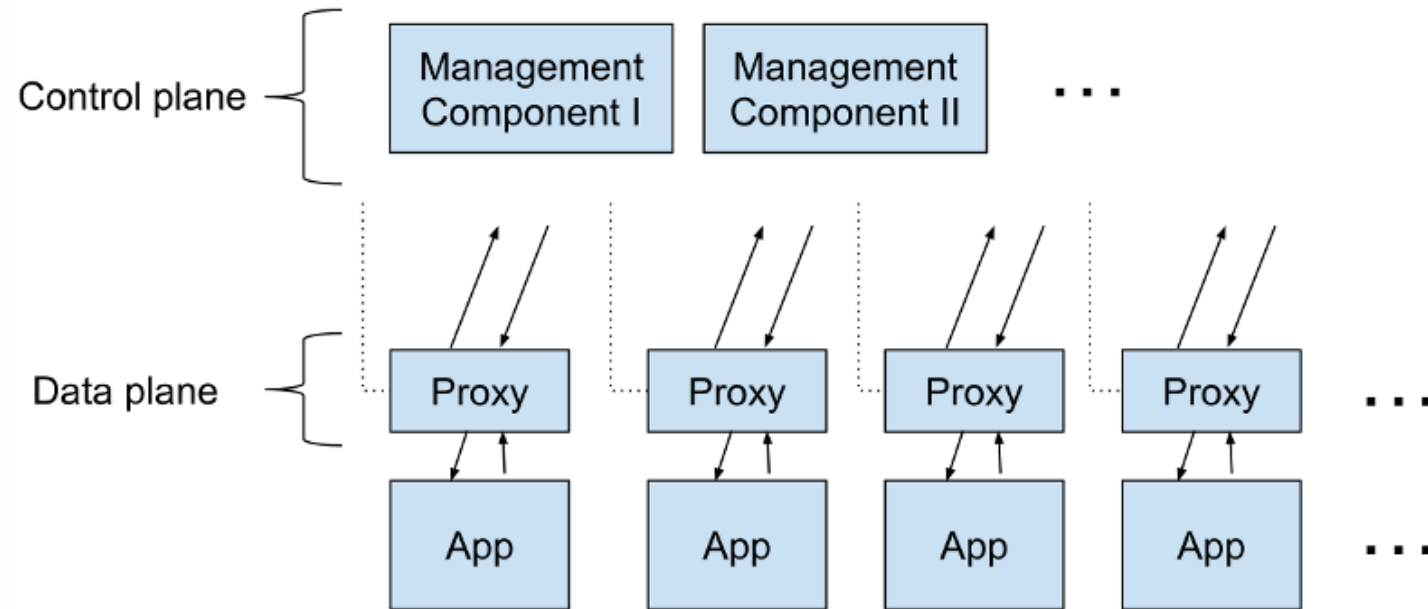 Control plane
Management
Component I
Management
Component II
...
Data plane
Proxy
Proxy
Proxy
Proxy
...
App
App
App
App
...